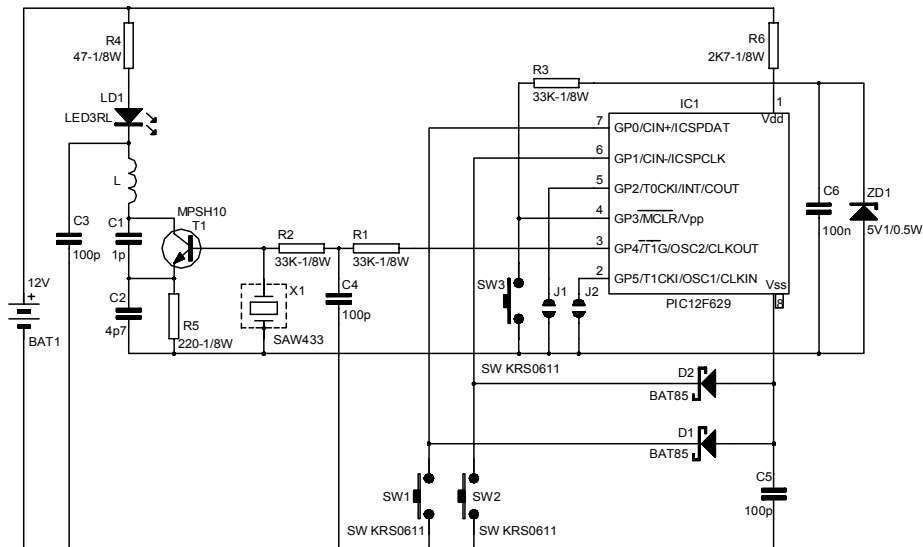 R4
47-1/8W
LD1
LED3RL
L
C3
100p
C1
1p
MPSH10
T1
C2
4p7
R5
220-1/8W
12V
+
BAT1
R2
33K-1/8W
R1
33K-1/8W
X1
SAW433
C4
100p
R3
33K-1/8W
SW3
SW KRS0611
J1
J2
R6
2K7-1/8W
IC1
1
Vdd
7
GP0/CIN+/ICSPDAT
6
GP1/CIN-/ICSPCLK
5
GP2/T0CKI/INT/COUT
4
GP3/MCLR/Vpp
3
GP4/T1G/OSC2/CLKOUT
2
GP5/T1CKI/OSC1/CLKIN
Vss
8
PIC12F629
C6
100n
ZD1
5V1/0.5W
D2
BAT85
D1
BAT85
SW1
SW KRS0611
SW2
SW KRS0611
C5
100p